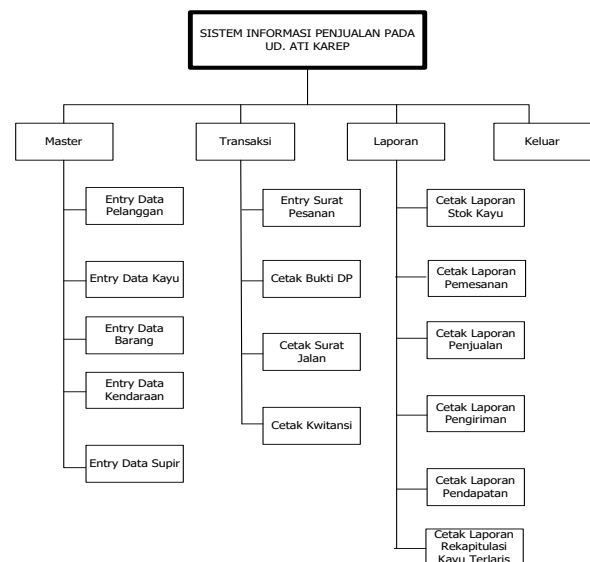 SISTEM INFORMASI PENJUALAN PADA
UD. ATI KAREP
Master
Transaksi
Laporan
Keluar
Entry Data
Pelanggan
Entry Data Kayu
Entry Data
Barang
Entry Data
Kendaraan
Entry Data Supir
Entry Surat
Pesanan
Cetak Bukti DP
Cetak Surat
Jalan
Cetak Kwitansi
Cetak Laporan
Stok Kayu
Cetak Laporan
Pemesanan
Cetak Laporan
Penjualan
Cetak Laporan
Pengiriman
Cetak Laporan
Pendapatan
Cetak Laporan
Rekapitulasi
Kayu Terlaris